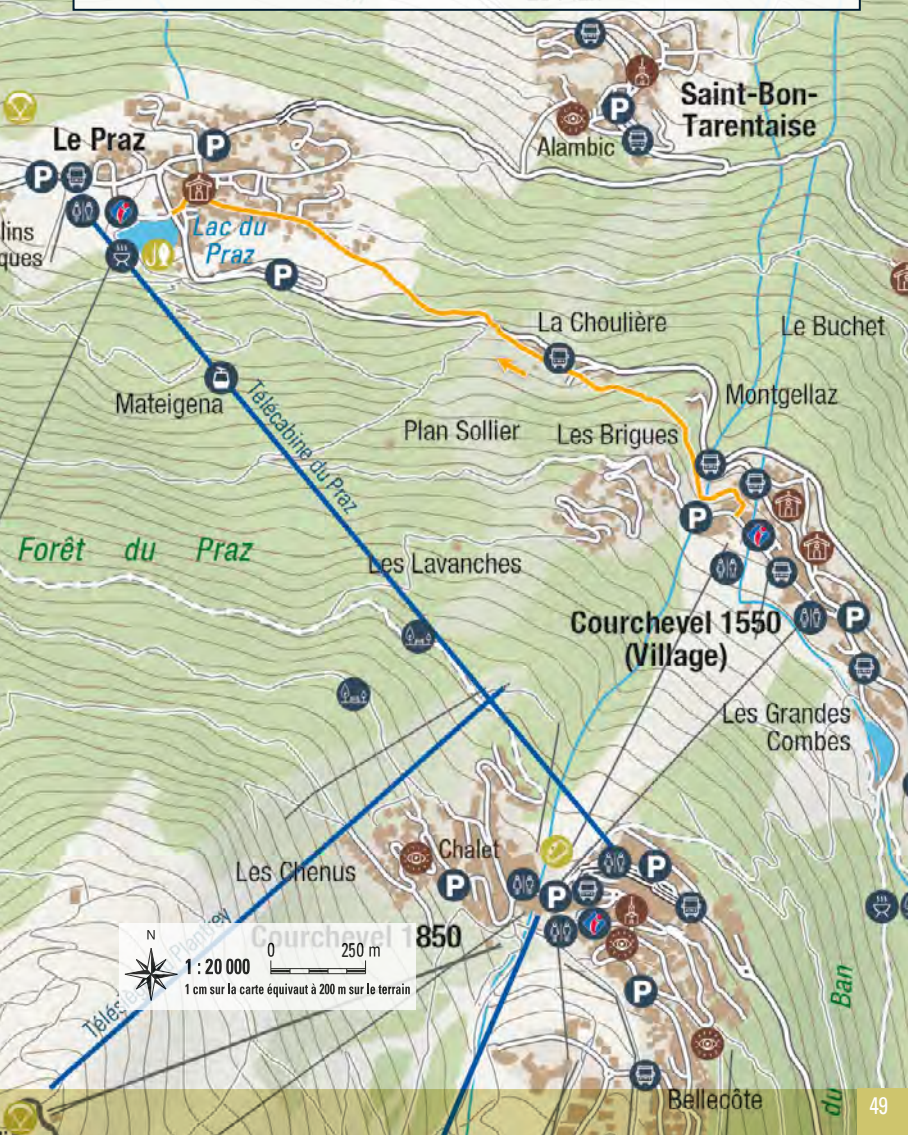 Saint-Bon-
Tarentaise
Alambic
Le Praz
P
P
P
lins
ques
Lac du
Praz
P
La Choulière
Le Buchet
Mateigena
Télécabine du Praz
Montgellaz
Plan Sollier
Les Brigues
P
Forêt du Praz
Les Lavanches
Courchevel 1550
(Village)
P
Les Grandes
Combes
Chalet
Les Chenus
P
P
P
Courchevel 1850
Plantrey
N
0 250 m
1 : 20 000
1 cm sur la carte équivaut à 200 m sur le terrain
P
Ban
du
Bellecôte
49